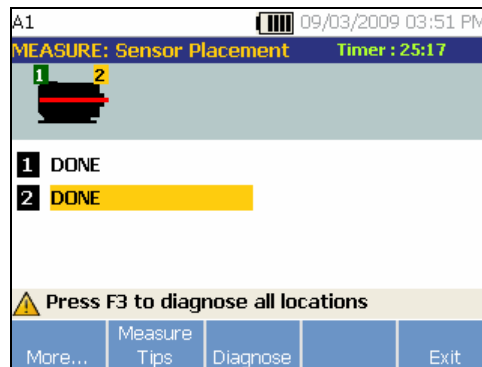 A1 09/03/2009 03:51 PM
MEASURE: Sensor Placement Timer : 25:17
1 2
1 DONE
2 DONE
Press F3 to diagnose all locations
More... Measure Tips Diagnose Exit